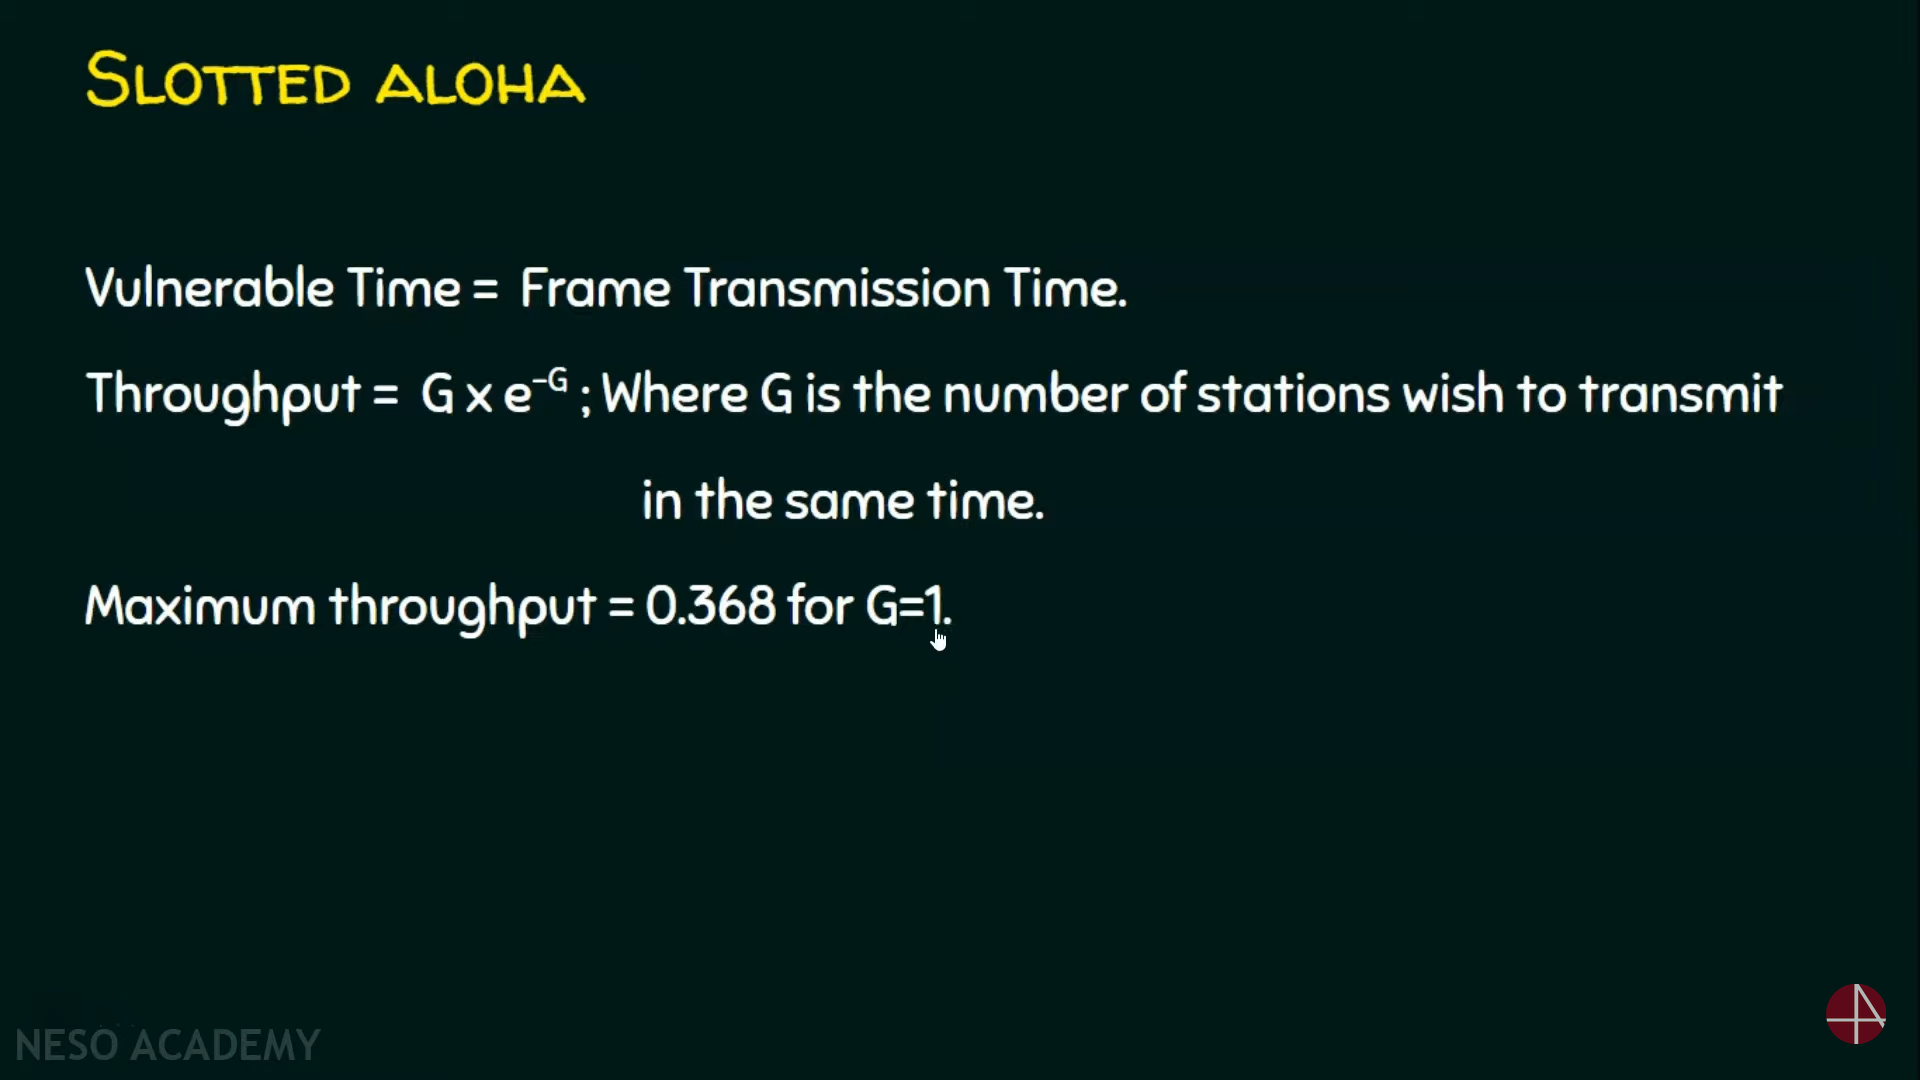 SLOTTED ALOHA
Vulnerable Time = Frame Transmission Time.
Throughput = G x e⁻ᴳ ; Where G is the number of stations wish to transmit
in the same time.
Maximum throughput = 0.368 for G=1.
NESO ACADEMY